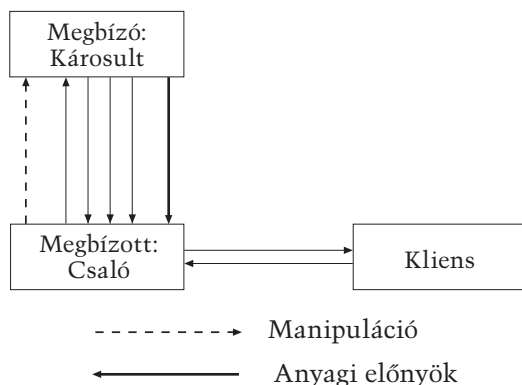 Megbízó:
Károsult
Megbízott:
Csaló
Kliens
Manipuláció
Anyagi előnyök